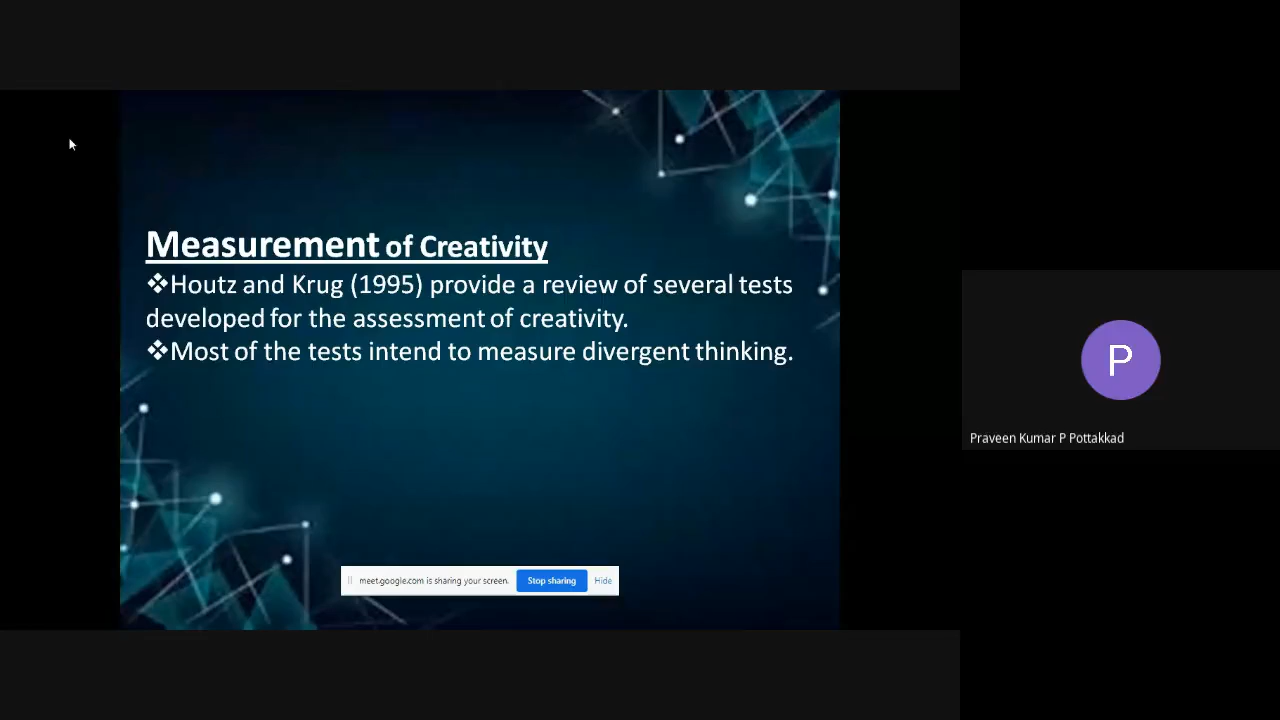 Measurement of Creativity
❖Houtz and Krug (1995) provide a review of several tests
developed for the assessment of creativity.
❖Most of the tests intend to measure divergent thinking.
meet.google.com is sharing your screen. Stop sharing Hide
P
Praveen Kumar P Pottakkad